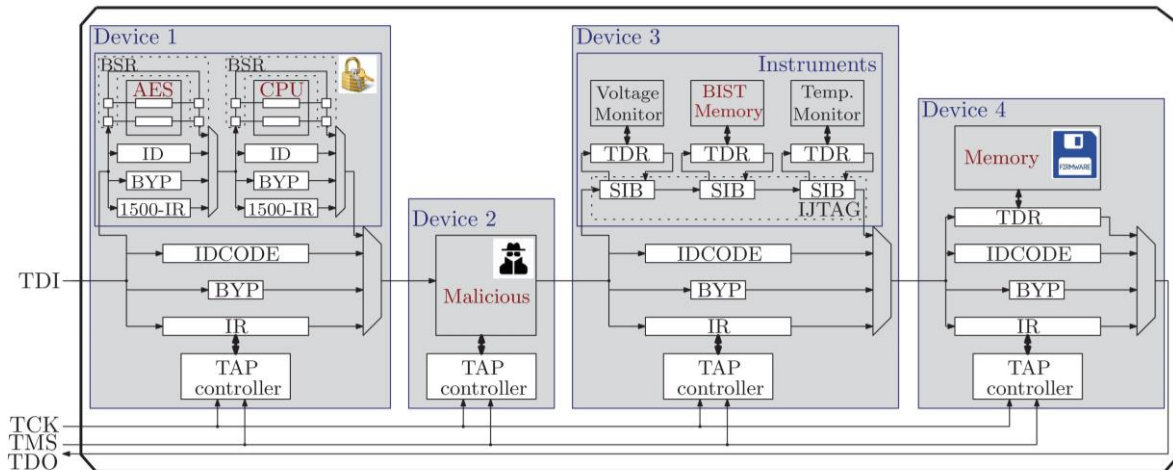 Device 1
BSR
BSR
AES
CPU
ID
ID
BYP
BYP
1500-IR
1500-IR
IDCODE
BYP
IR
TAP
controller
Device 2
Malicious
TAP
controller
Device 3
Instruments
Voltage
Monitor
BIST
Memory
Temp.
Monitor
TDR
TDR
TDR
SIB
SIB
SIB
IJTAG
IDCODE
BYP
IR
TAP
controller
Device 4
Memory
FIRMWARE
TDR
IDCODE
BYP
IR
TAP
controller
TDI
TCK
TMS
TDO